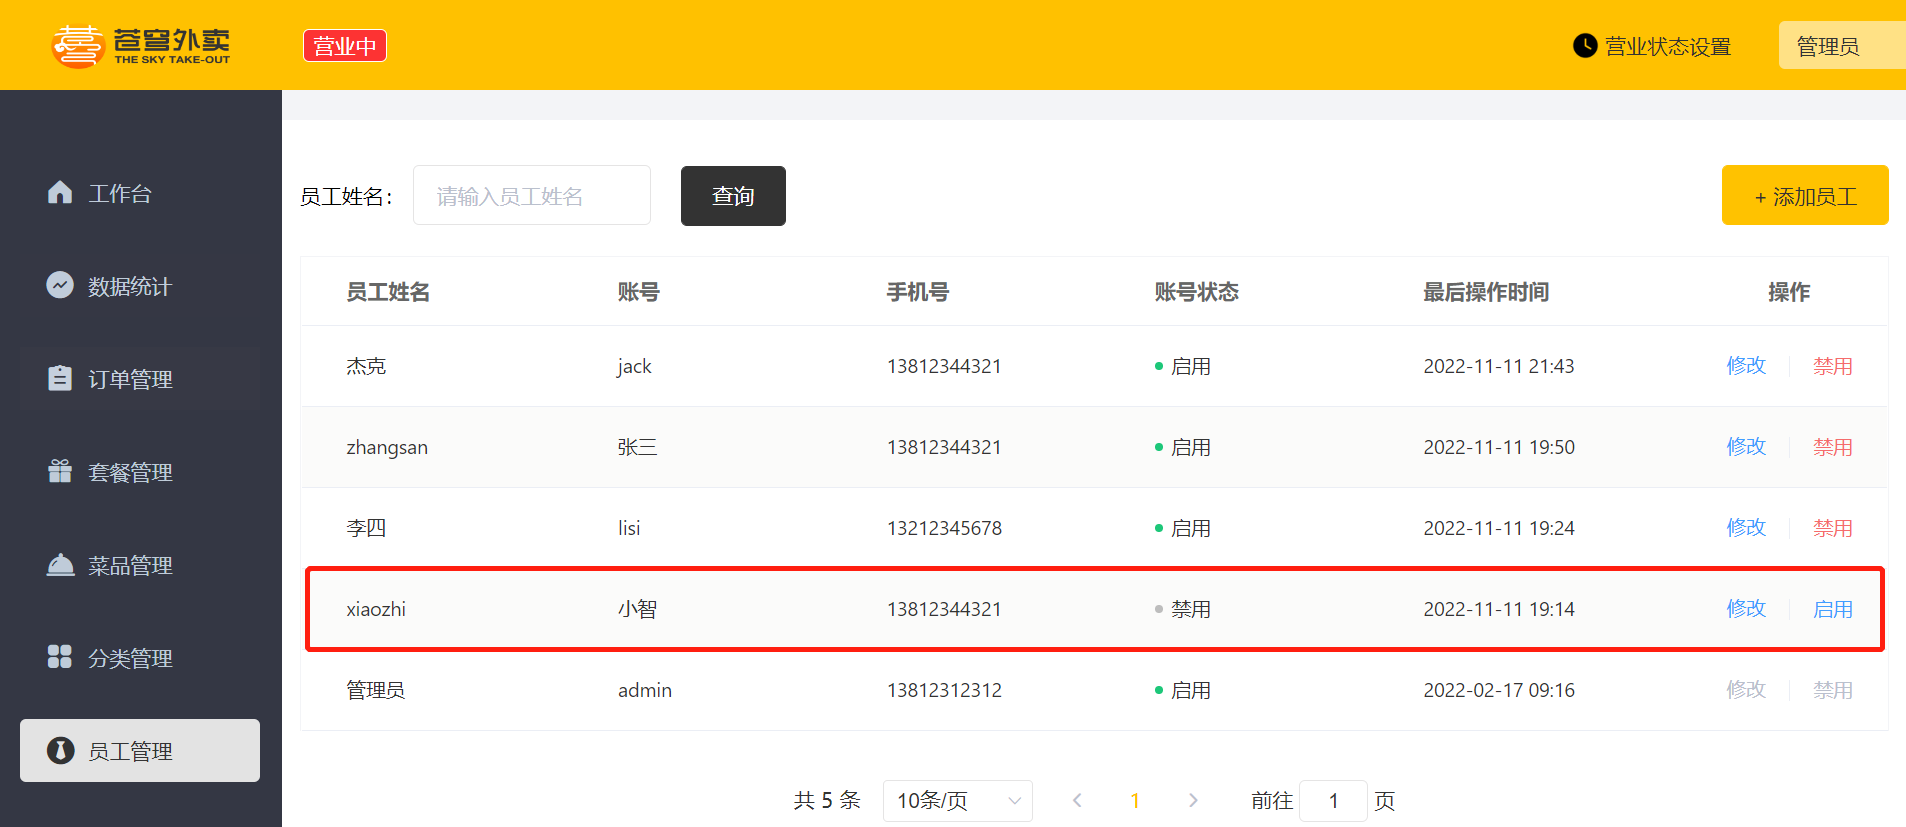 苍穹外卖
THE SKY TAKE-OUT
营业中
营业状态设置
管理员
工作台
数据统计
订单管理
套餐管理
菜品管理
分类管理
员工管理
员工姓名： 请输入员工姓名 查询 + 添加员工
员工姓名 账号 手机号 账号状态 最后操作时间 操作
杰克 jack 13812344321 启用 2022-11-11 21:43 修改 禁用
zhangsan 张三 13812344321 启用 2022-11-11 19:50 修改 禁用
李四 lisi 13212345678 启用 2022-11-11 19:24 修改 禁用
xiaozhi 小智 13812344321 禁用 2022-11-11 19:14 修改 启用
管理员 admin 13812312312 启用 2022-02-17 09:16 修改 禁用
共 5 条 10条/页 1 前往 1 页